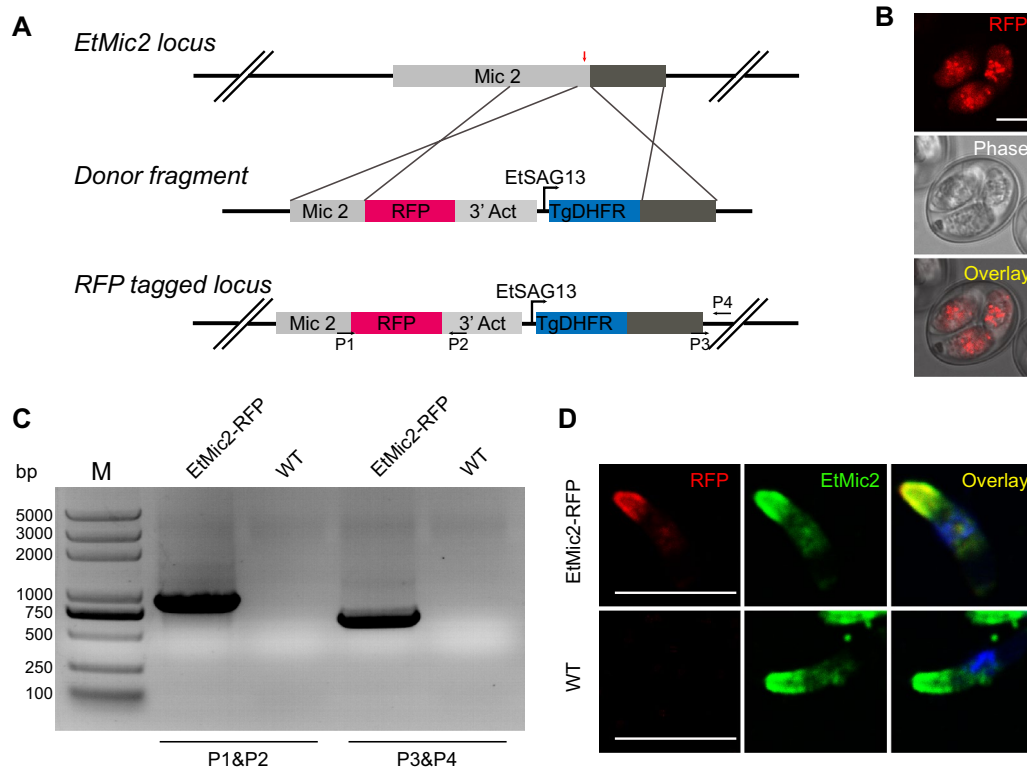 A
EtMic2 locus
Mic 2
Donor fragment
EtSAG13
Mic 2 RFP 3' Act TgDHFR
RFP tagged locus
EtSAG13
P4
Mic 2 RFP 3' Act TgDHFR
P1 P2 P3
B
RFP
Phase
Overlay
C
bp M EtMic2-RFP WT EtMic2-RFP WT
5000
3000
2000
1000
750
500
250
100
P1&P2 P3&P4
D
EtMic2-RFP
RFP EtMic2 Overlay
WT